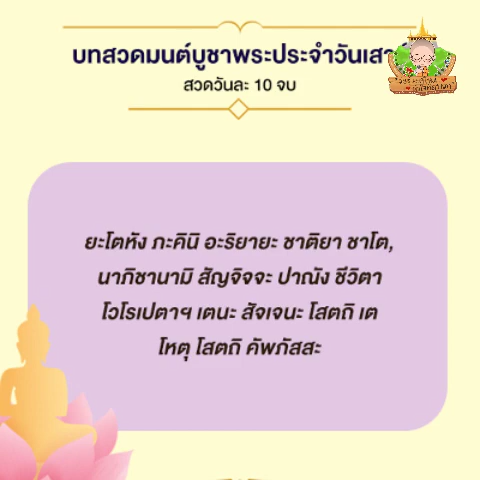 บทสวดมนต์บูชาพระประจำวันเสาร์
สวดวันละ 10 จบ
ยะโตหัง ภะคินิ อะริยายะ ชาติยา ชาโต,
นาภิชานามิ สัญจิจจะ ปาณัง ชีวิตา
โวโรเปตาฯ เตนะ สัจเจนะ โสตถิ เต
โหตุ โสตถิ คัพภัสสะ